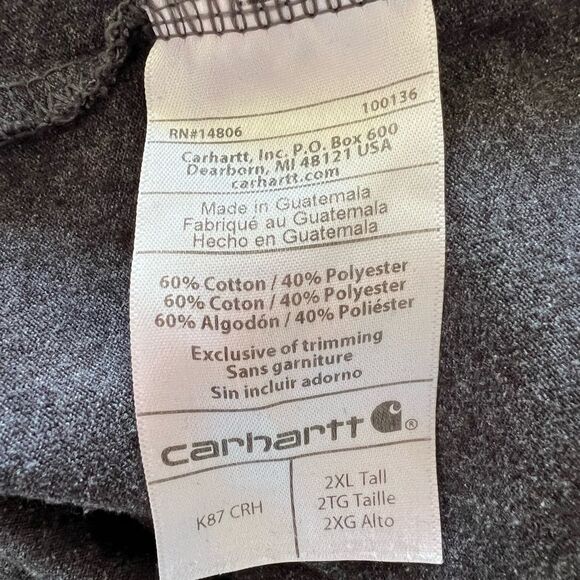 RN#14806 100136
Carhartt, Inc. P.O. Box 600
Dearborn, MI 48121 USA
carhartt.com
Made in Guatemala
Fabriqué au Guatemala
Hecho en Guatemala
60% Cotton / 40% Polyester
60% Coton / 40% Polyester
60% Algodón / 40% Poliéster
Exclusive of trimming
Sans garniture
Sin incluir adorno
carhartt ®
K87 CRH
2XL Tall
2TG Taille
2XG Alto